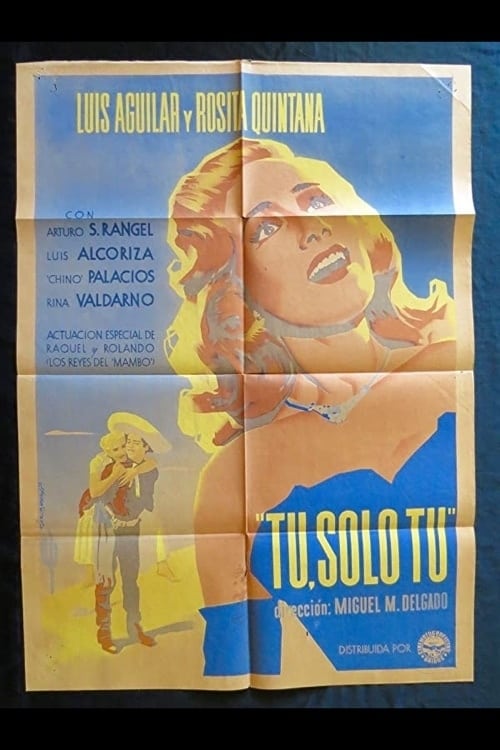 LUIS AGUILAR Y ROSITA QUINTANA
CON
ARTURO S. RANGEL
LUIS ALCORIZA
'CHINO' PALACIOS
RINA VALDARNO
ACTUACION ESPECIAL DE
RAQUEL y ROLANDO
(LOS REYES DEL 'MAMBO')
"TU, SOLO TU"
dirección: MIGUEL M. DELGADO
DISTRIBUIDA POR